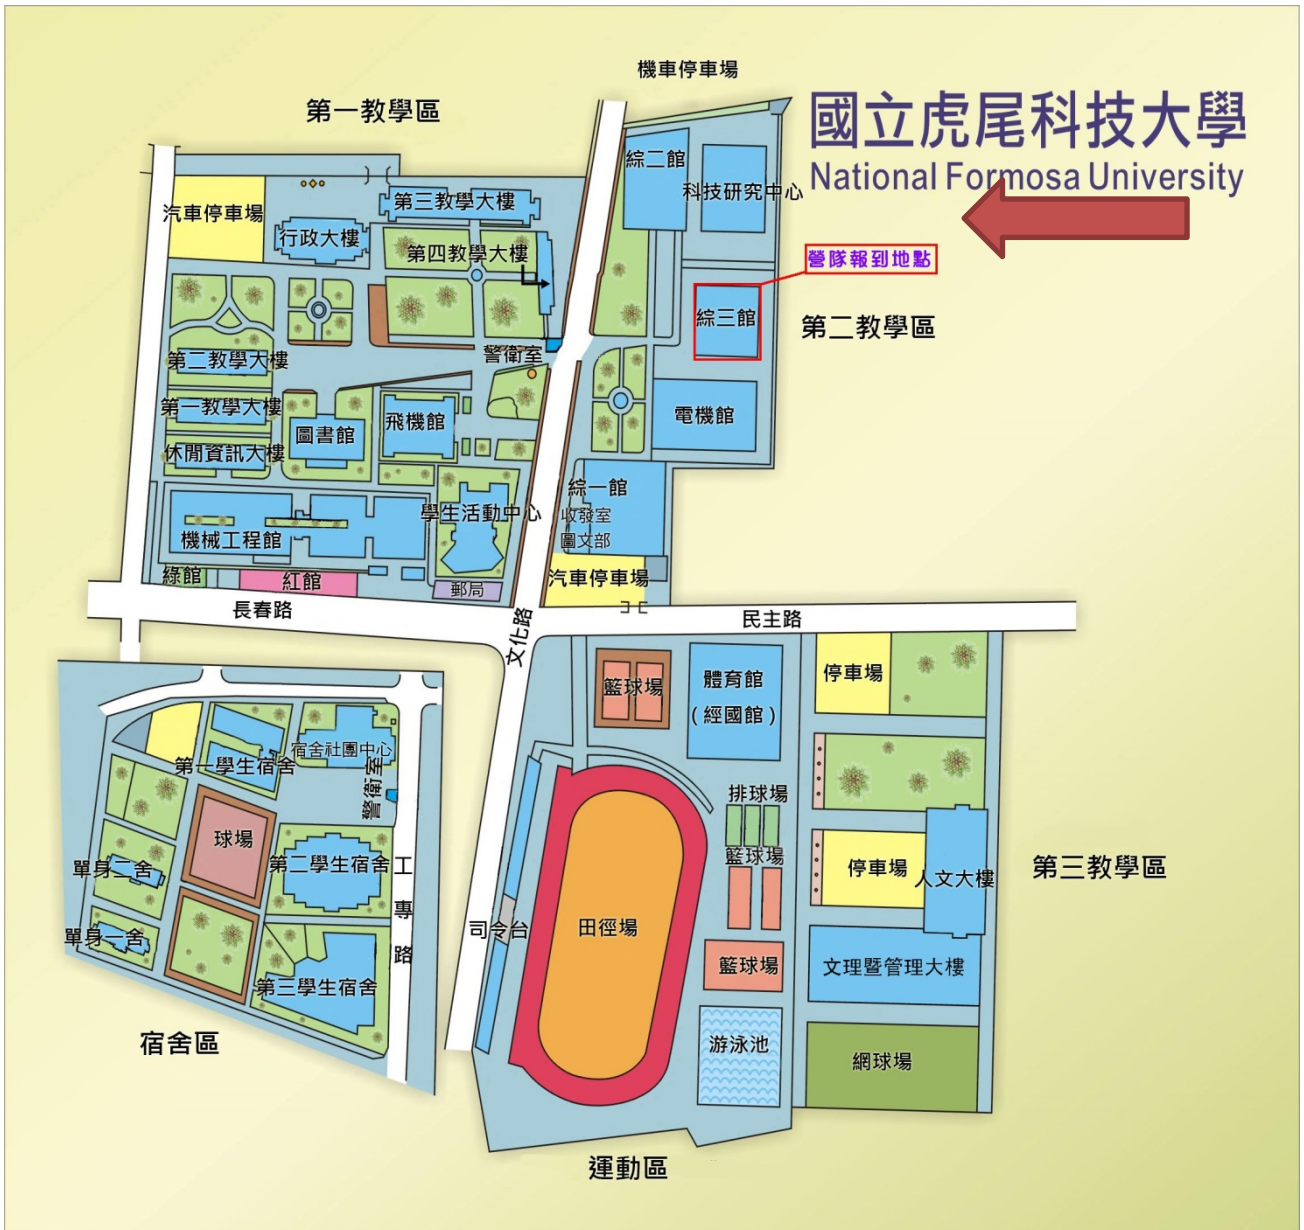 機車停車場
第一教學區
國立虎尾科技大學
National Formosa University
綜二館
科技研究中心
汽車停車場
第三教學大樓
行政大樓
第四教學大樓
營隊報到地點
綜三館
第二教學區
警衛室
第二教學大樓
第一教學大樓
飛機館
電機館
圖書館
休閒資訊大樓
綜一館
學生活動中心
收發室
圖文部
機械工程館
綠館
紅館
郵局
汽車停車場
長春路
文化路
民主路
籃球場
體育館
(經國館)
停車場
宿舍社團中心
第一學生宿舍
警衛室
排球場
球場
籃球場
單身二舍
第二學生宿舍
工專路
停車場
人文大樓
第三教學區
單身一舍
司令台
田徑場
籃球場
文理暨管理大樓
第三學生宿舍
宿舍區
游泳池
網球場
運動區